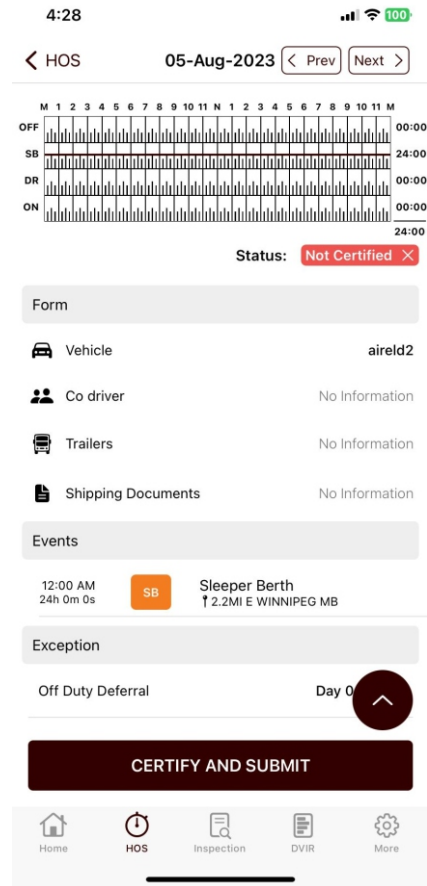 4:28
100
HOS 05-Aug-2023 Prev Next
M 1 2 3 4 5 6 7 8 9 10 11 N 1 2 3 4 5 6 7 8 9 10 11 M
OFF 00:00
SB 24:00
DR 00:00
ON 00:00
24:00
Status: Not Certified
Form
Vehicle aireld2
Co driver No Information
Trailers No Information
Shipping Documents No Information
Events
12:00 AM
24h 0m 0s
SB
Sleeper Berth
2.2MI E WINNIPEG MB
Exception
Off Duty Deferral Day 0
CERTIFY AND SUBMIT
Home HOS Inspection DVIR More